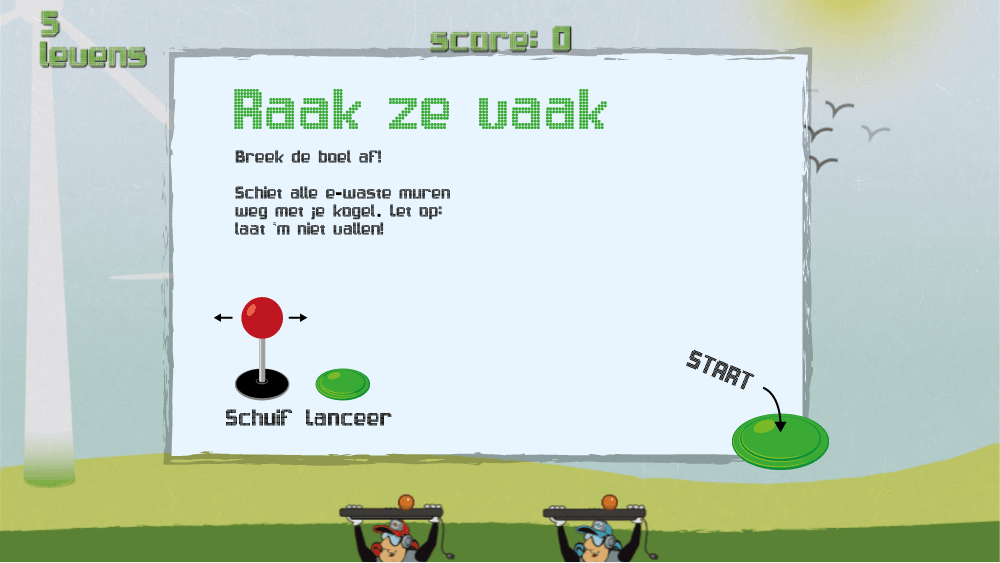 5
levens
score: 0
Raak ze vaak
Breek de boel af!
Schiet alle e-waste muren
weg met je kogel. Let op:
laat 'm niet vallen!
START
Schuif lanceer